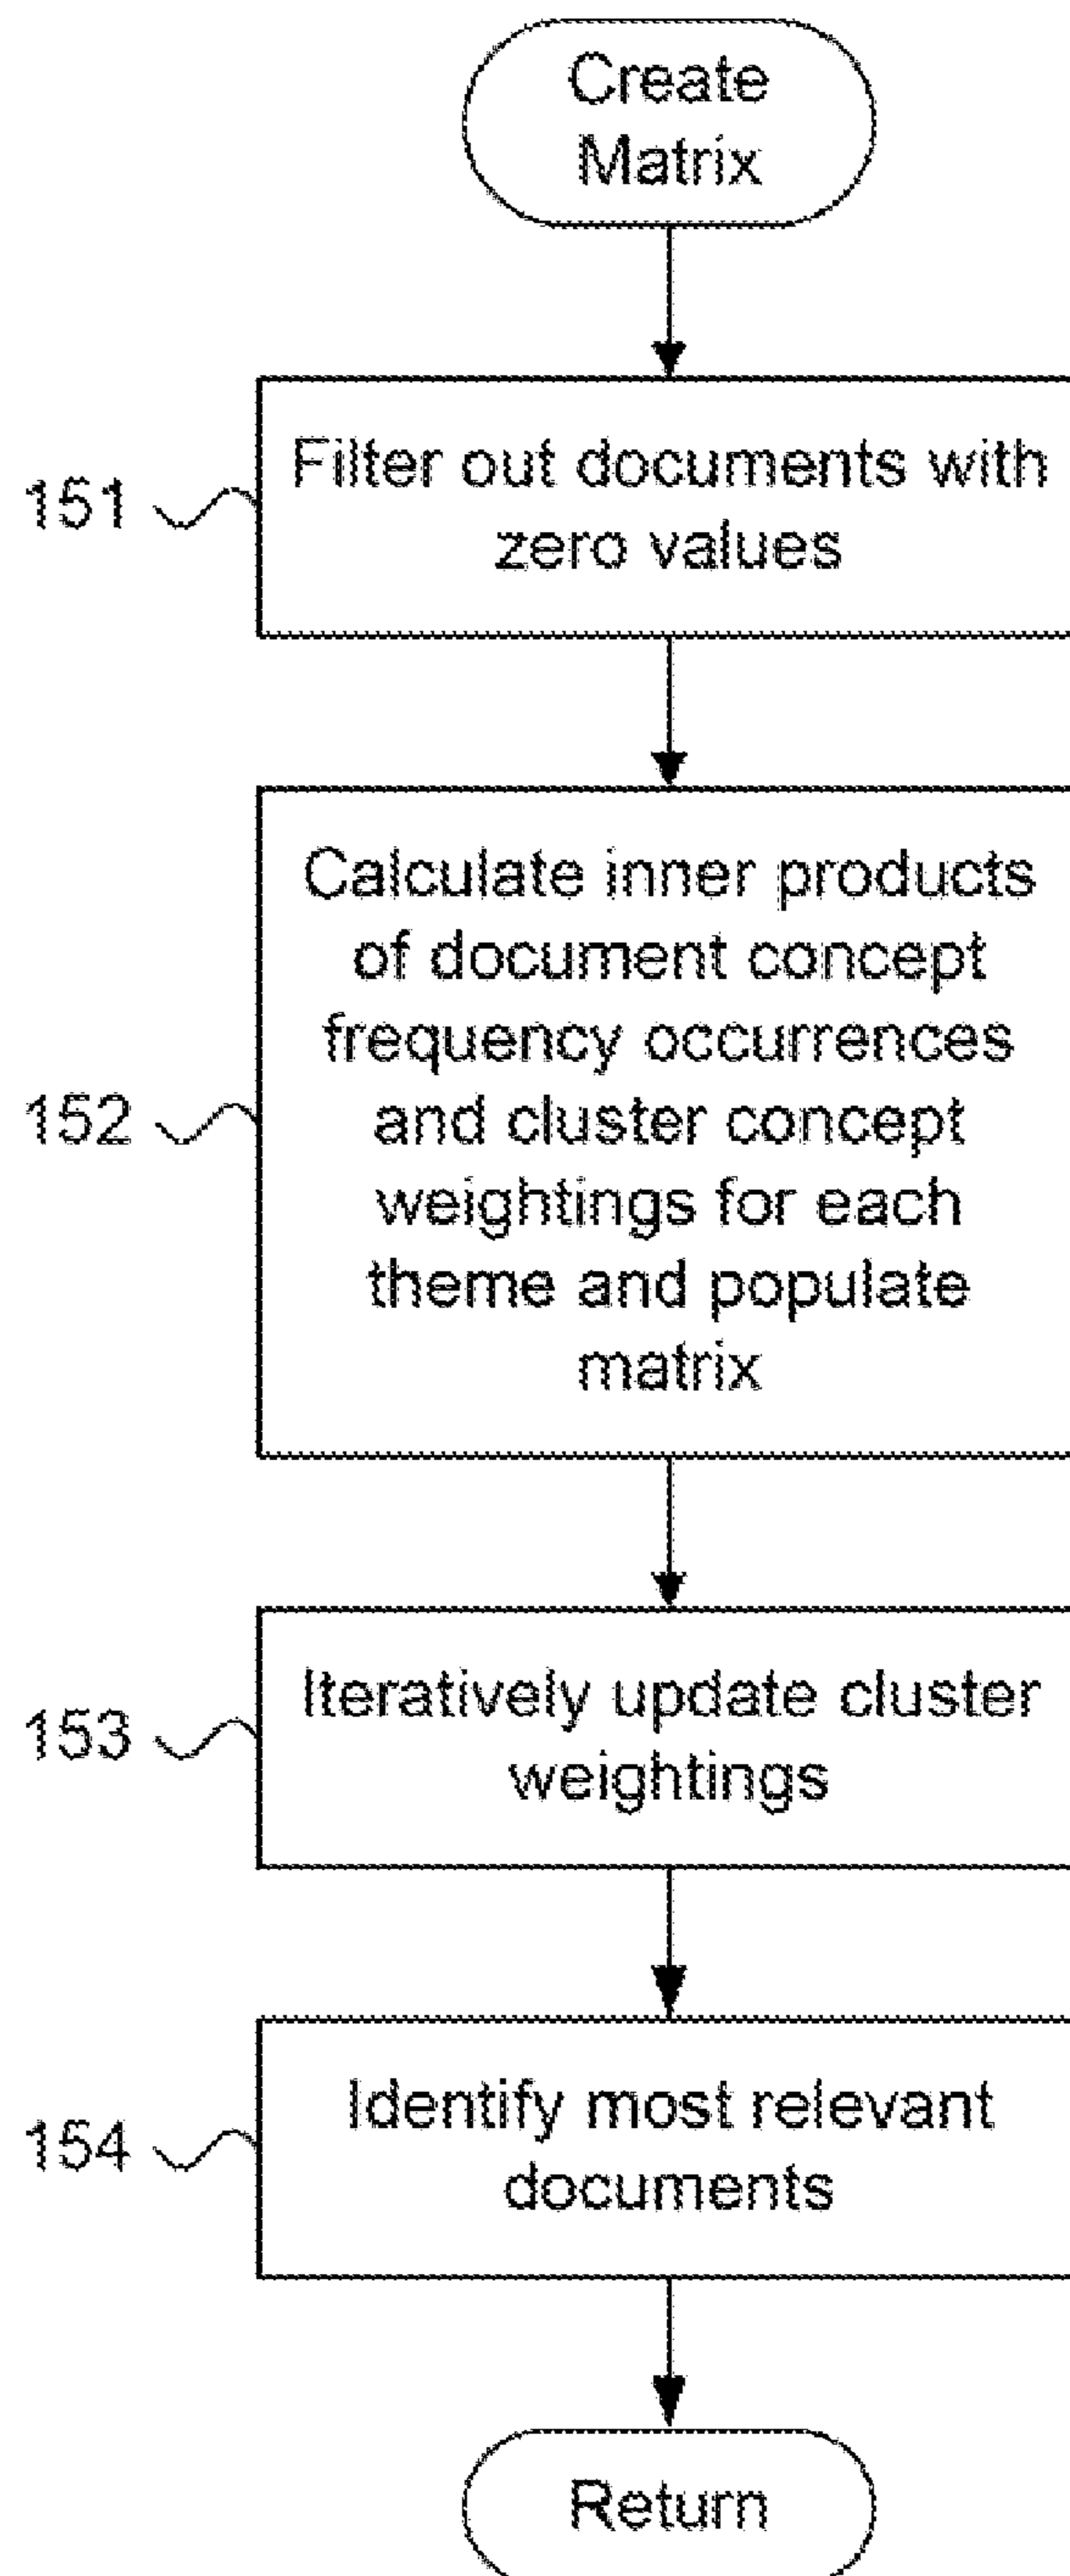 Create
Matrix
151
Filter out documents with
zero values
152
Calculate inner products
of document concept
frequency occurrences
and cluster concept
weightings for each
theme and populate
matrix
153
Iteratively update cluster
weightings
154
Identify most relevant
documents
Return